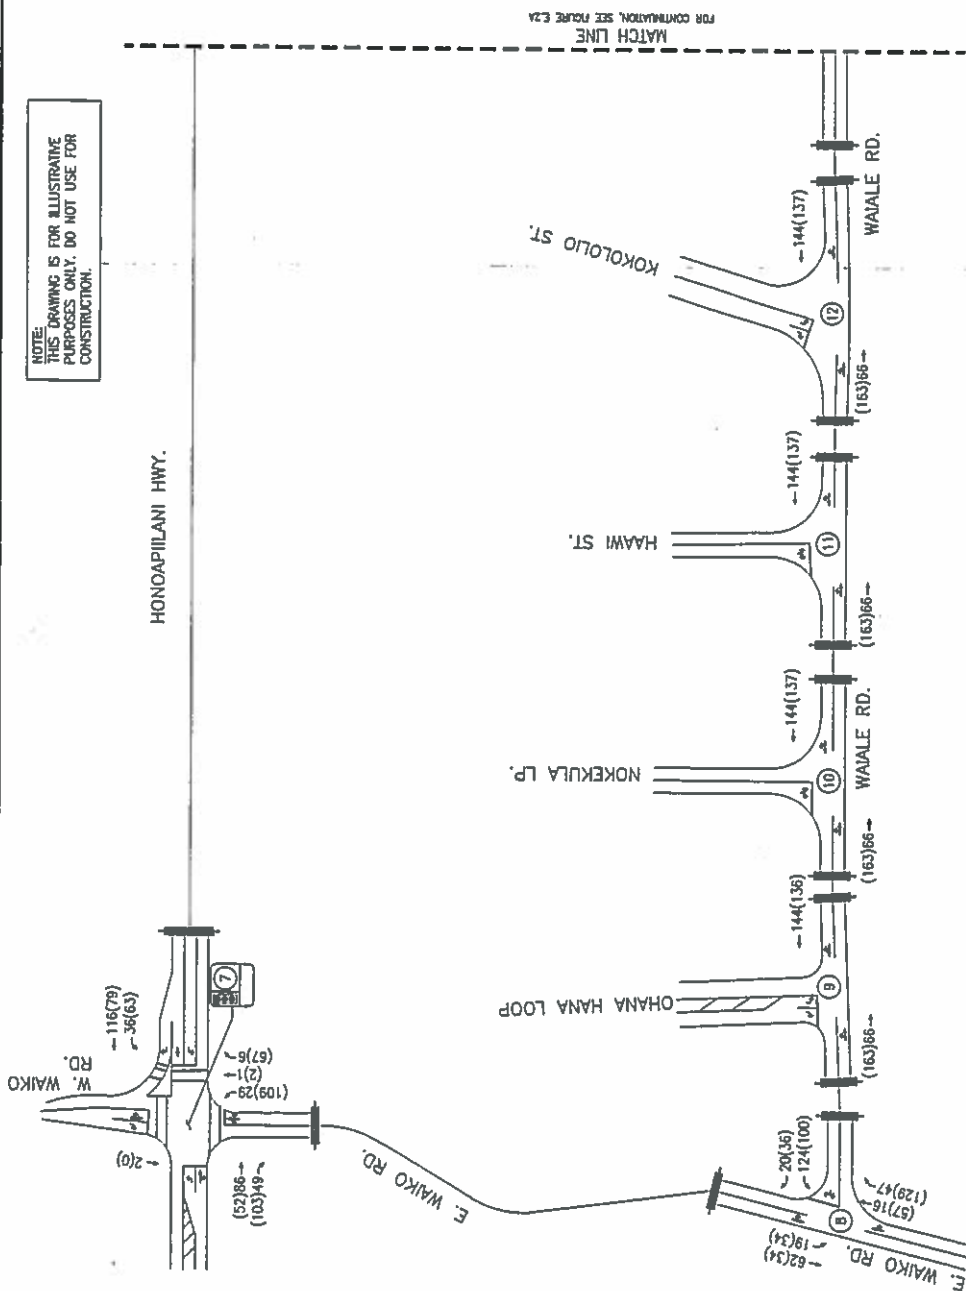 FOR CONTINUATION, SEE FIGURE E.2A
MATCH LINE
NOTE:
THIS DRAWING IS FOR ILLUSTRATIVE
PURPOSES ONLY. DO NOT USE FOR
CONSTRUCTION.
HONOAPIILANI HWY.
KOKOLOLIO ST.
WAIALE RD.
144(137)
12
(163)66
HAAWI ST.
144(137)
11
(163)66
NOKEKULA LP.
144(137)
10
WAIALE RD.
(163)66
OHANA HANA LOOP
144(136)
9
(163)66
W. WAIKO
RD.
116(79)
36(63)
7
(67)6
(2)1
(109)29
2(0)
(52)86
(103)49
E. WAIKO RD.
20(36)
124(100)
8
(129)47
(57)16
19(34)
62(34)
E. WAIKO RD.